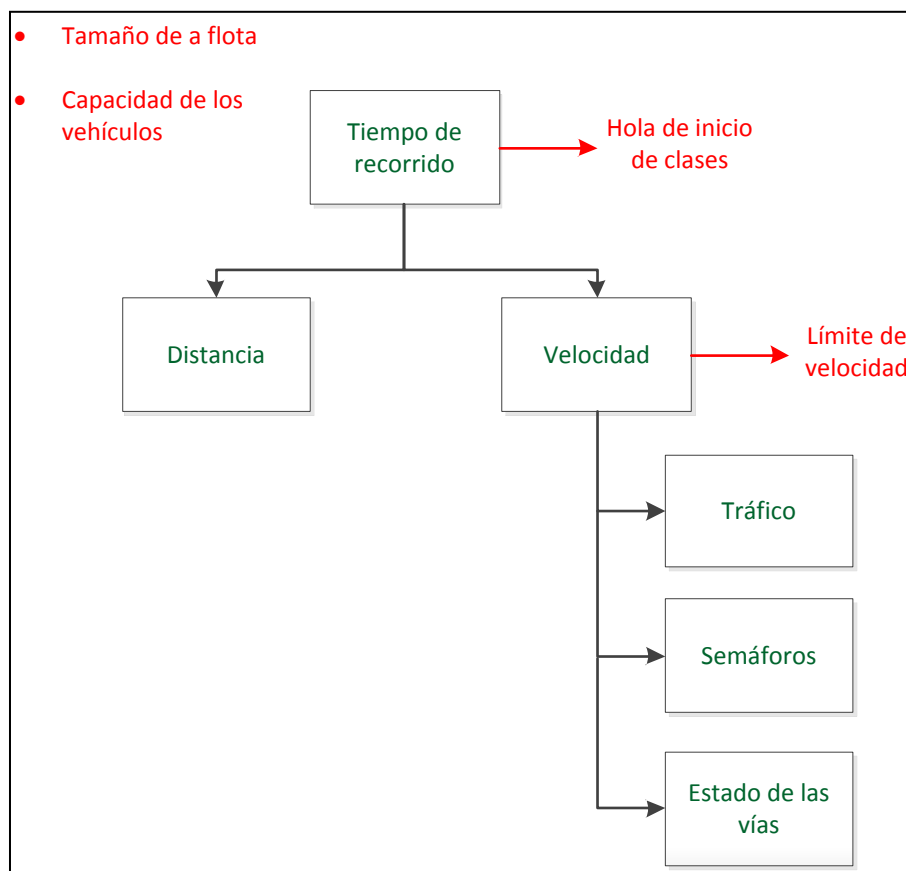 • Tamaño de a flota
• Capacidad de los
vehículos
Tiempo de
recorrido
Hola de inicio
de clases
Distancia
Velocidad
Límite de
velocidad
Tráfico
Semáforos
Estado de las
vías